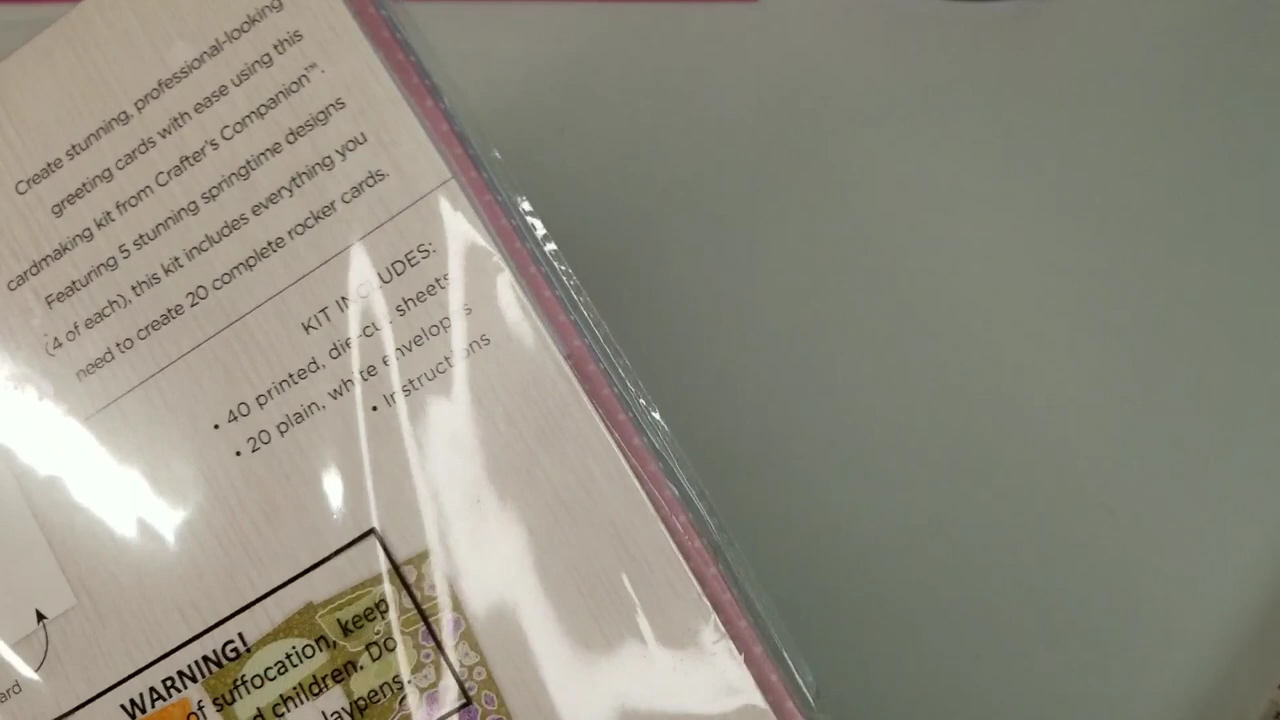 Create stunning, professional-looking
greeting cards with ease using this
cardmaking kit from Crafter's Companion™.
Featuring 5 stunning springtime designs
(4 of each), this kit includes everything you
need to create 20 complete rocker cards.
KIT INCLUDES:
• 40 printed, die-cut sheets
• 20 plain, white envelopes
• Instructions
WARNING!
of suffocation, keep
children. Do